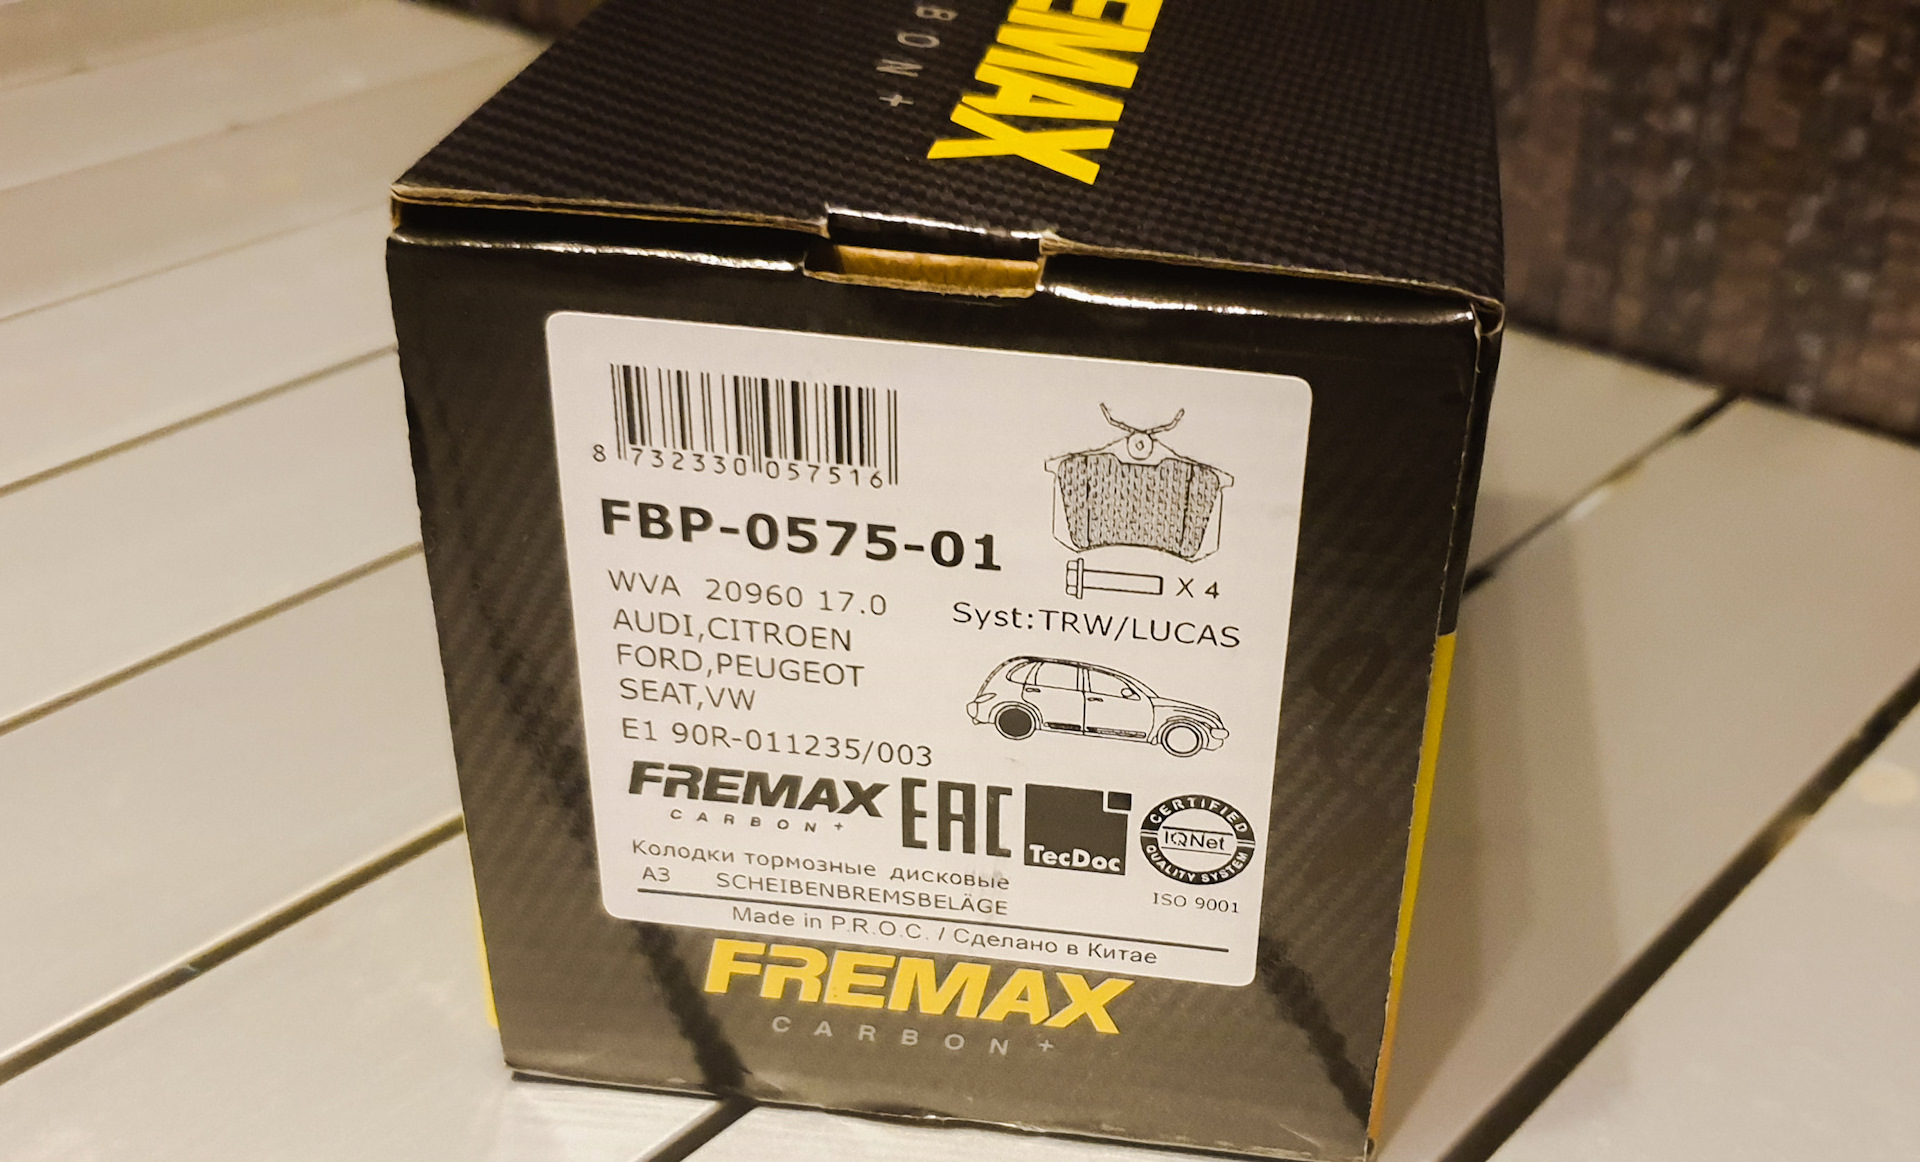 BON+
EMAX
8 732330 057516
FBP-0575-01
WVA 20960 17.0
AUDI,CITROEN
FORD,PEUGEOT
SEAT,VW
E1 90R-011235/003
X 4
Syst:TRW/LUCAS
FREMAX
CARBON+
EAC
TecDoc
CERTIFIED
IQNet
QUALITY SYSTEM
ISO 9001
Колодки тормозные дисковые
A3 SCHEIBENBREMSBELÄGE
Made in P.R.O.C. / Сделано в Китае
FREMAX
CARBON+